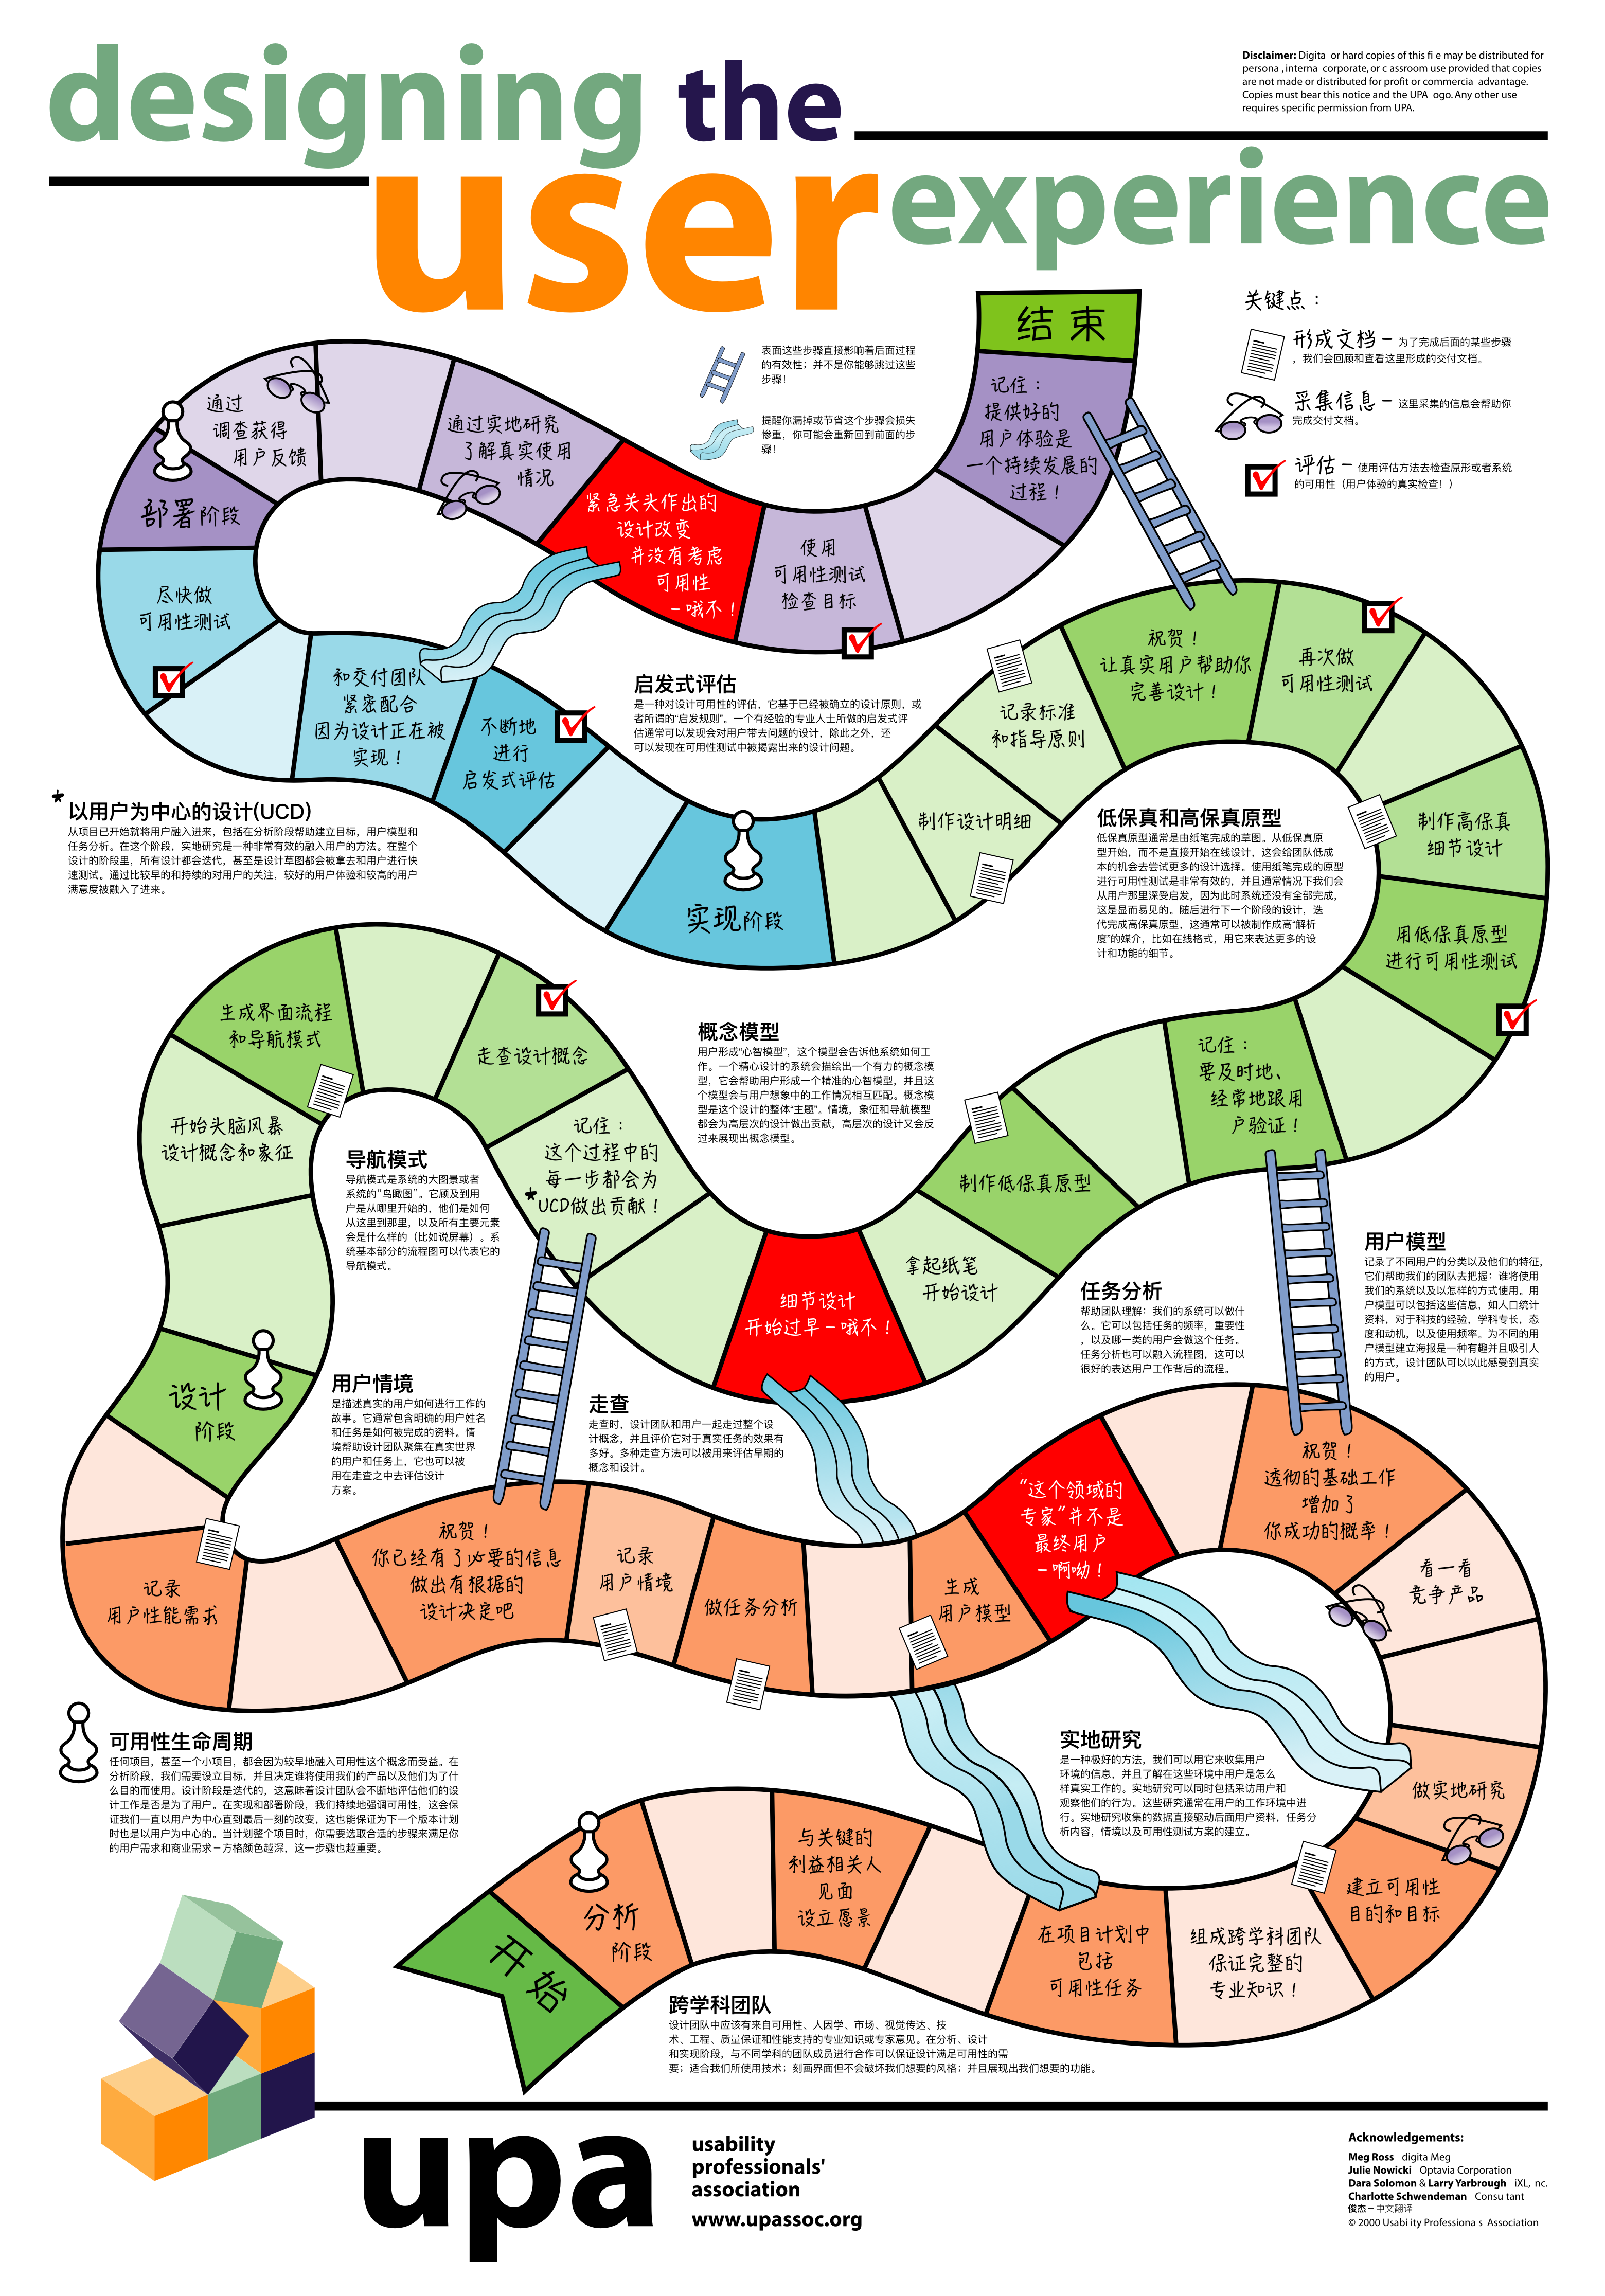 designing the
user experience
Disclaimer: Digita or hard copies of this fi e may be distributed for
persona , interna corporate, or c assroom use provided that copies
are not made or distributed for profit or commercia advantage.
Copies must bear this notice and the UPA ogo. Any other use
requires specific permission from UPA.
关键点：
形成文档 – 为了完成后面的某些步骤
，我们会回顾和查看这里形成的交付文档。
采集信息 – 这里采集的信息会帮助你
完成交付文档。
评估 – 使用评估方法去检查原形或者系统
的可用性（用户体验的真实检查！）
表面这些步骤直接影响着后面过程
的有效性；并不是你能够跳过这些
步骤！
提醒你漏掉或节省这个步骤会损失
惨重，你可能会重新回到前面的步
骤！
结 束
记住：
提供好的
用户体验是
一个持续发展的
过程！
使用
可用性测试
检查目标
紧急关头作出的
设计改变
并没有考虑
可用性
– 哦不！
通过实地研究
了解真实使用
情况
通过
调查获得
用户反馈
部署阶段
尽快做
可用性测试
和交付团队
紧密配合
因为设计正在被
实现！
不断地
进行
启发式评估
实现阶段
启发式评估
是一种对设计可用性的评估，它基于已经被确立的设计原则，或
者所谓的“启发规则”。一个有经验的专业人士所做的启发式评
估通常可以发现会对用户带去问题的设计，除此之外，还
可以发现在可用性测试中被揭露出来的设计问题。
制作设计明细
记录标准
和指导原则
祝贺！
让真实用户帮助你
完善设计！
再次做
可用性测试
制作高保真
细节设计
用低保真原型
进行可用性测试
低保真和高保真原型
低保真原型通常是由纸笔完成的草图。从低保真原
型开始，而不是直接开始在线设计，这会给团队低成
本的机会去尝试更多的设计选择。使用纸笔完成的原型
进行可用性测试是非常有效的，并且通常情况下我们会
从用户那里深受启发，因为此时系统还没有全部完成，
这是显而易见的。随后进行下一个阶段的设计，迭
代完成高保真原型，这通常可以被制作成高“解析
度”的媒介，比如在线格式，用它来表达更多的设
计和功能的细节。
*
以用户为中心的设计(UCD)
从项目已开始就将用户融入进来，包括在分析阶段帮助建立目标，用户模型和
任务分析。在这个阶段，实地研究是一种非常有效的融入用户的方法。在整个
设计的阶段里，所有设计都会迭代，甚至是设计草图都会被拿去和用户进行快
速测试。通过比较早的和持续的对用户的关注，较好的用户体验和较高的用户
满意度被融入了进来。
记住：
要及时地、
经常地跟用
户验证！
制作低保真原型
拿起纸笔
开始设计
细节设计
开始过早 – 哦不！
概念模型
用户形成“心智模型”，这个模型会告诉他系统如何工
作。一个精心设计的系统会描绘出一个有力的概念模
型，它会帮助用户形成一个精准的心智模型，并且这
个模型会与用户想象中的工作情况相互匹配。概念模
型是这个设计的整体“主题”。情境，象征和导航模型
都会为高层次的设计做出贡献，高层次的设计又会反
过来展现出概念模型。
记住：
这个过程中的
每一步都会为
*
UCD做出贡献！
走查设计概念
生成界面流程
和导航模式
开始头脑风暴
设计概念和象征
设计
阶段
导航模式
导航模式是系统的大图景或者
系统的“鸟瞰图”。它顾及到用
户是从哪里开始的，他们是如何
从这里到那里，以及所有主要元素
会是什么样的（比如说屏幕）。系
统基本部分的流程图可以代表它的
导航模式。
用户情境
是描述真实的用户如何进行工作的
故事。它通常包含明确的用户姓名
和任务是如何被完成的资料。情
境帮助设计团队聚焦在真实世界
的用户和任务上，它也可以被
用在走查之中去评估设计
方案。
走查
走查时，设计团队和用户一起走过整个设
计概念，并且评价它对于真实任务的效果有
多好。多种走查方法可以被用来评估早期的
概念和设计。
任务分析
帮助团队理解：我们的系统可以做什
么。它可以包括任务的频率，重要性
，以及哪一类的用户会做这个任务。
任务分析也可以融入流程图，这可以
很好的表达用户工作背后的流程。
用户模型
记录了不同用户的分类以及他们的特征，
它们帮助我们的团队去把握：谁将使用
我们的系统以及以怎样的方式使用。用
户模型可以包括这些信息，如人口统计
资料，对于科技的经验，学科专长，态
度和动机，以及使用频率。为不同的用
户模型建立海报是一种有趣并且吸引人
的方式，设计团队可以以此感受到真实
的用户。
记录
用户性能需求
祝贺！
你已经有了必要的信息
做出有根据的
设计决定吧
记录
用户情境
做任务分析
生成
用户模型
“这个领域的
专家”并不是
最终用户
– 啊呦！
祝贺！
透彻的基础工作
增加了
你成功的概率！
看一看
竞争产品
做实地研究
建立可用性
目的和目标
组成跨学科团队
保证完整的
专业知识！
在项目计划中
包括
可用性任务
与关键的
利益相关人
见面
设立愿景
分析
阶段
开 始
实地研究
是一种极好的方法，我们可以用它来收集用户
环境的信息，并且了解在这些环境中用户是怎么
样真实工作的。实地研究可以同时包括采访用户和
观察他们的行为。这些研究通常在用户的工作环境中进
行。实地研究收集的数据直接驱动后面用户资料，任务分
析内容，情境以及可用性测试方案的建立。
可用性生命周期
任何项目，甚至一个小项目，都会因为较早地融入可用性这个概念而受益。在
分析阶段，我们需要设立目标，并且决定谁将使用我们的产品以及他们为了什
么目的而使用。设计阶段是迭代的，这意味着设计团队会不断地评估他们的设
计工作是否是为了用户。在实现和部署阶段，我们持续地强调可用性，这会保
证我们一直以用户为中心直到最后一刻的改变，这也能保证为下一个版本计划
时也是以用户为中心的。当计划整个项目时，你需要选取合适的步骤来满足你
的用户需求和商业需求 – 方格颜色越深，这一步骤也越重要。
跨学科团队
设计团队中应该有来自可用性、人因学、市场、视觉传达、技
术、工程、质量保证和性能支持的专业知识或专家意见。在分析、设计
和实现阶段，与不同学科的团队成员进行合作可以保证设计满足可用性的需
要；适合我们所使用技术；刻画界面但不会破坏我们想要的风格；并且展现出我们想要的功能。
upa
usability
professionals'
association
www.upassoc.org
Acknowledgements:
Meg Ross digita Meg
Julie Nowicki Optavia Corporation
Dara Solomon & Larry Yarbrough iXL, nc.
Charlotte Schwendeman Consu tant
俊杰 – 中文翻译
© 2000 Usabi ity Professiona s Association